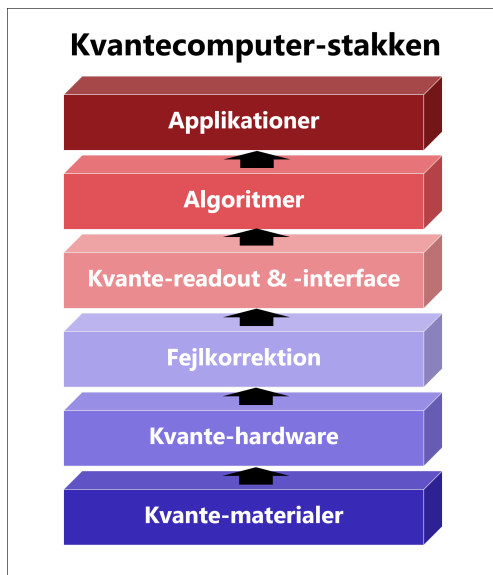 Kvantecomputer-stakken
Applikationer
Algoritmer
Kvante-readout & -interface
Fejlkorrektion
Kvante-hardware
Kvante-materialer